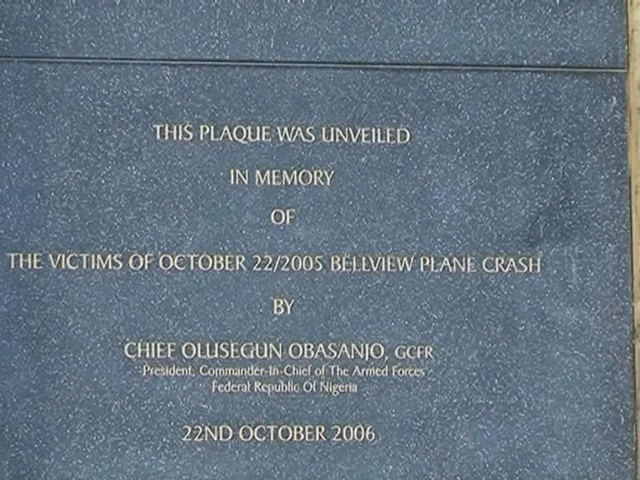 THIS PLAQUE WAS UNVEILED
IN MEMORY
OF
THE VICTIMS OF OCTOBER 22/2005 BELLVIEW PLANE CRASH
BY
CHIEF OLUSEGUN OBASANJO, GCFR
President, Commander-In-Chief of The Armed Forces
Federal Republic Of Nigeria
22ND OCTOBER 2006